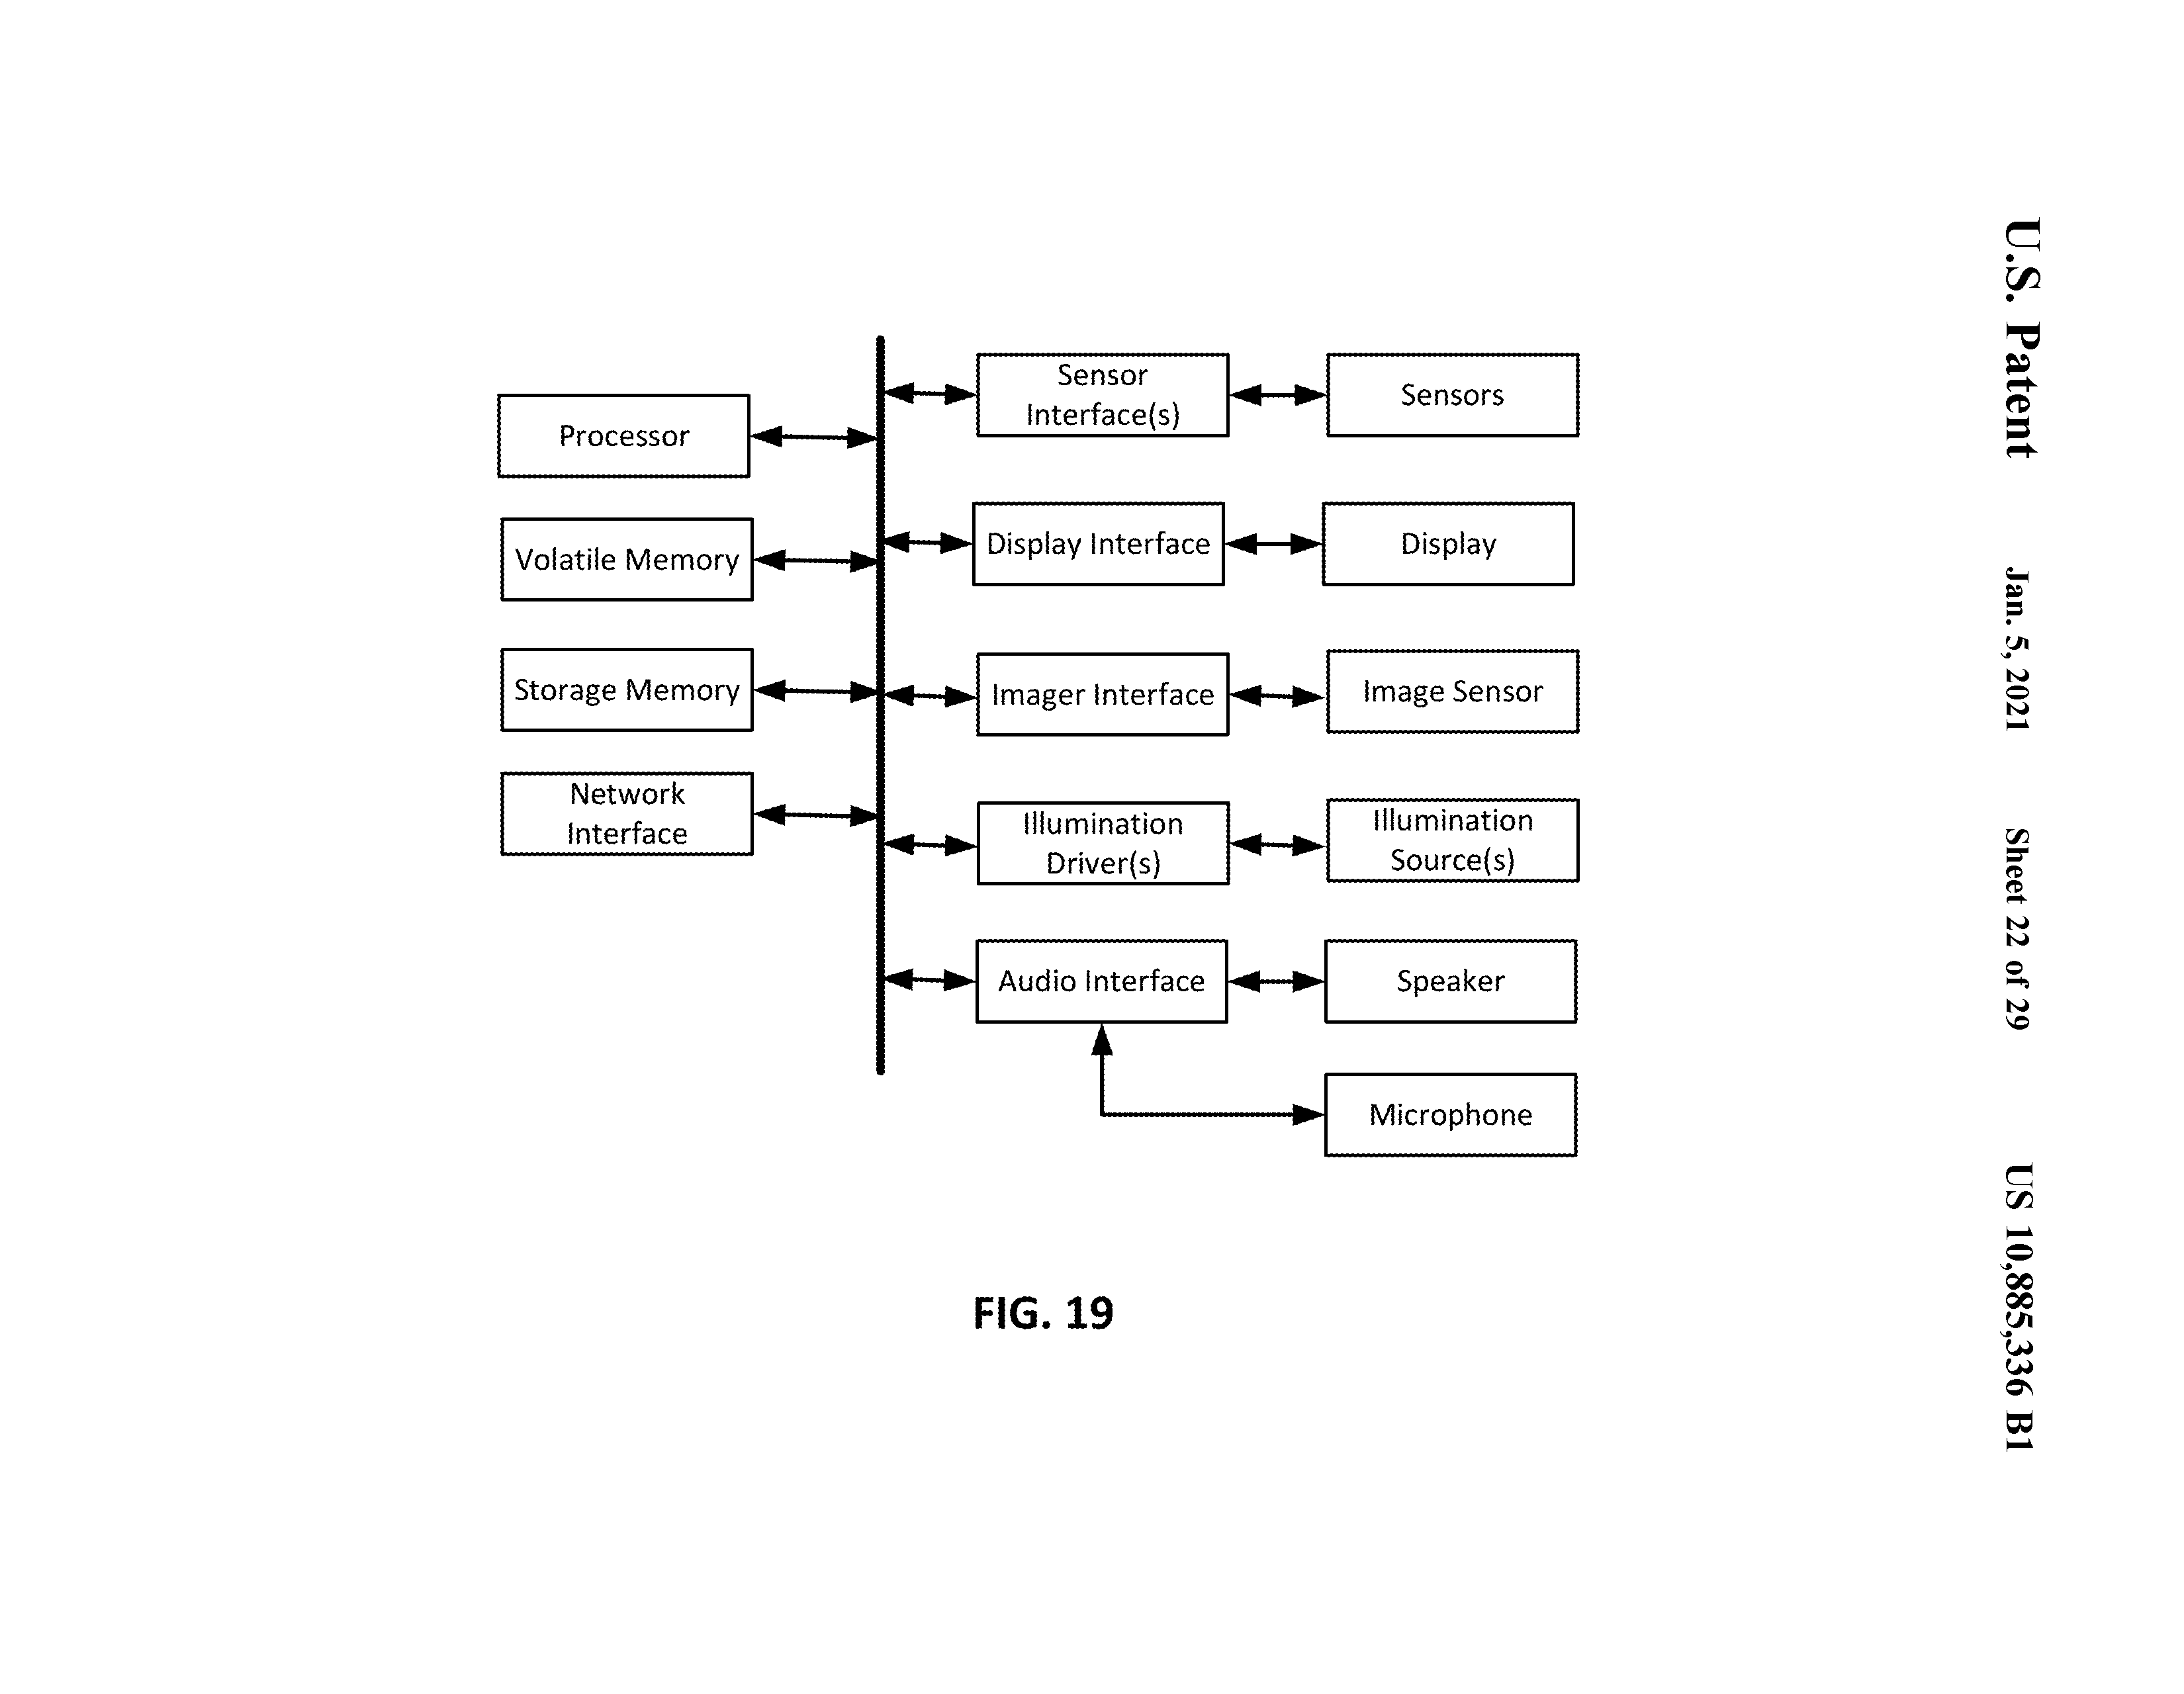 U.S. Patent
Jan. 5, 2021
Sheet 22 of 29
US 10,885,336 B1
Processor
Volatile Memory
Storage Memory
Network
Interface
Sensor
Interface(s)
Sensors
Display Interface
Display
Imager Interface
Image Sensor
Illumination
Driver(s)
Illumination
Source(s)
Audio Interface
Speaker
Microphone
FIG. 19